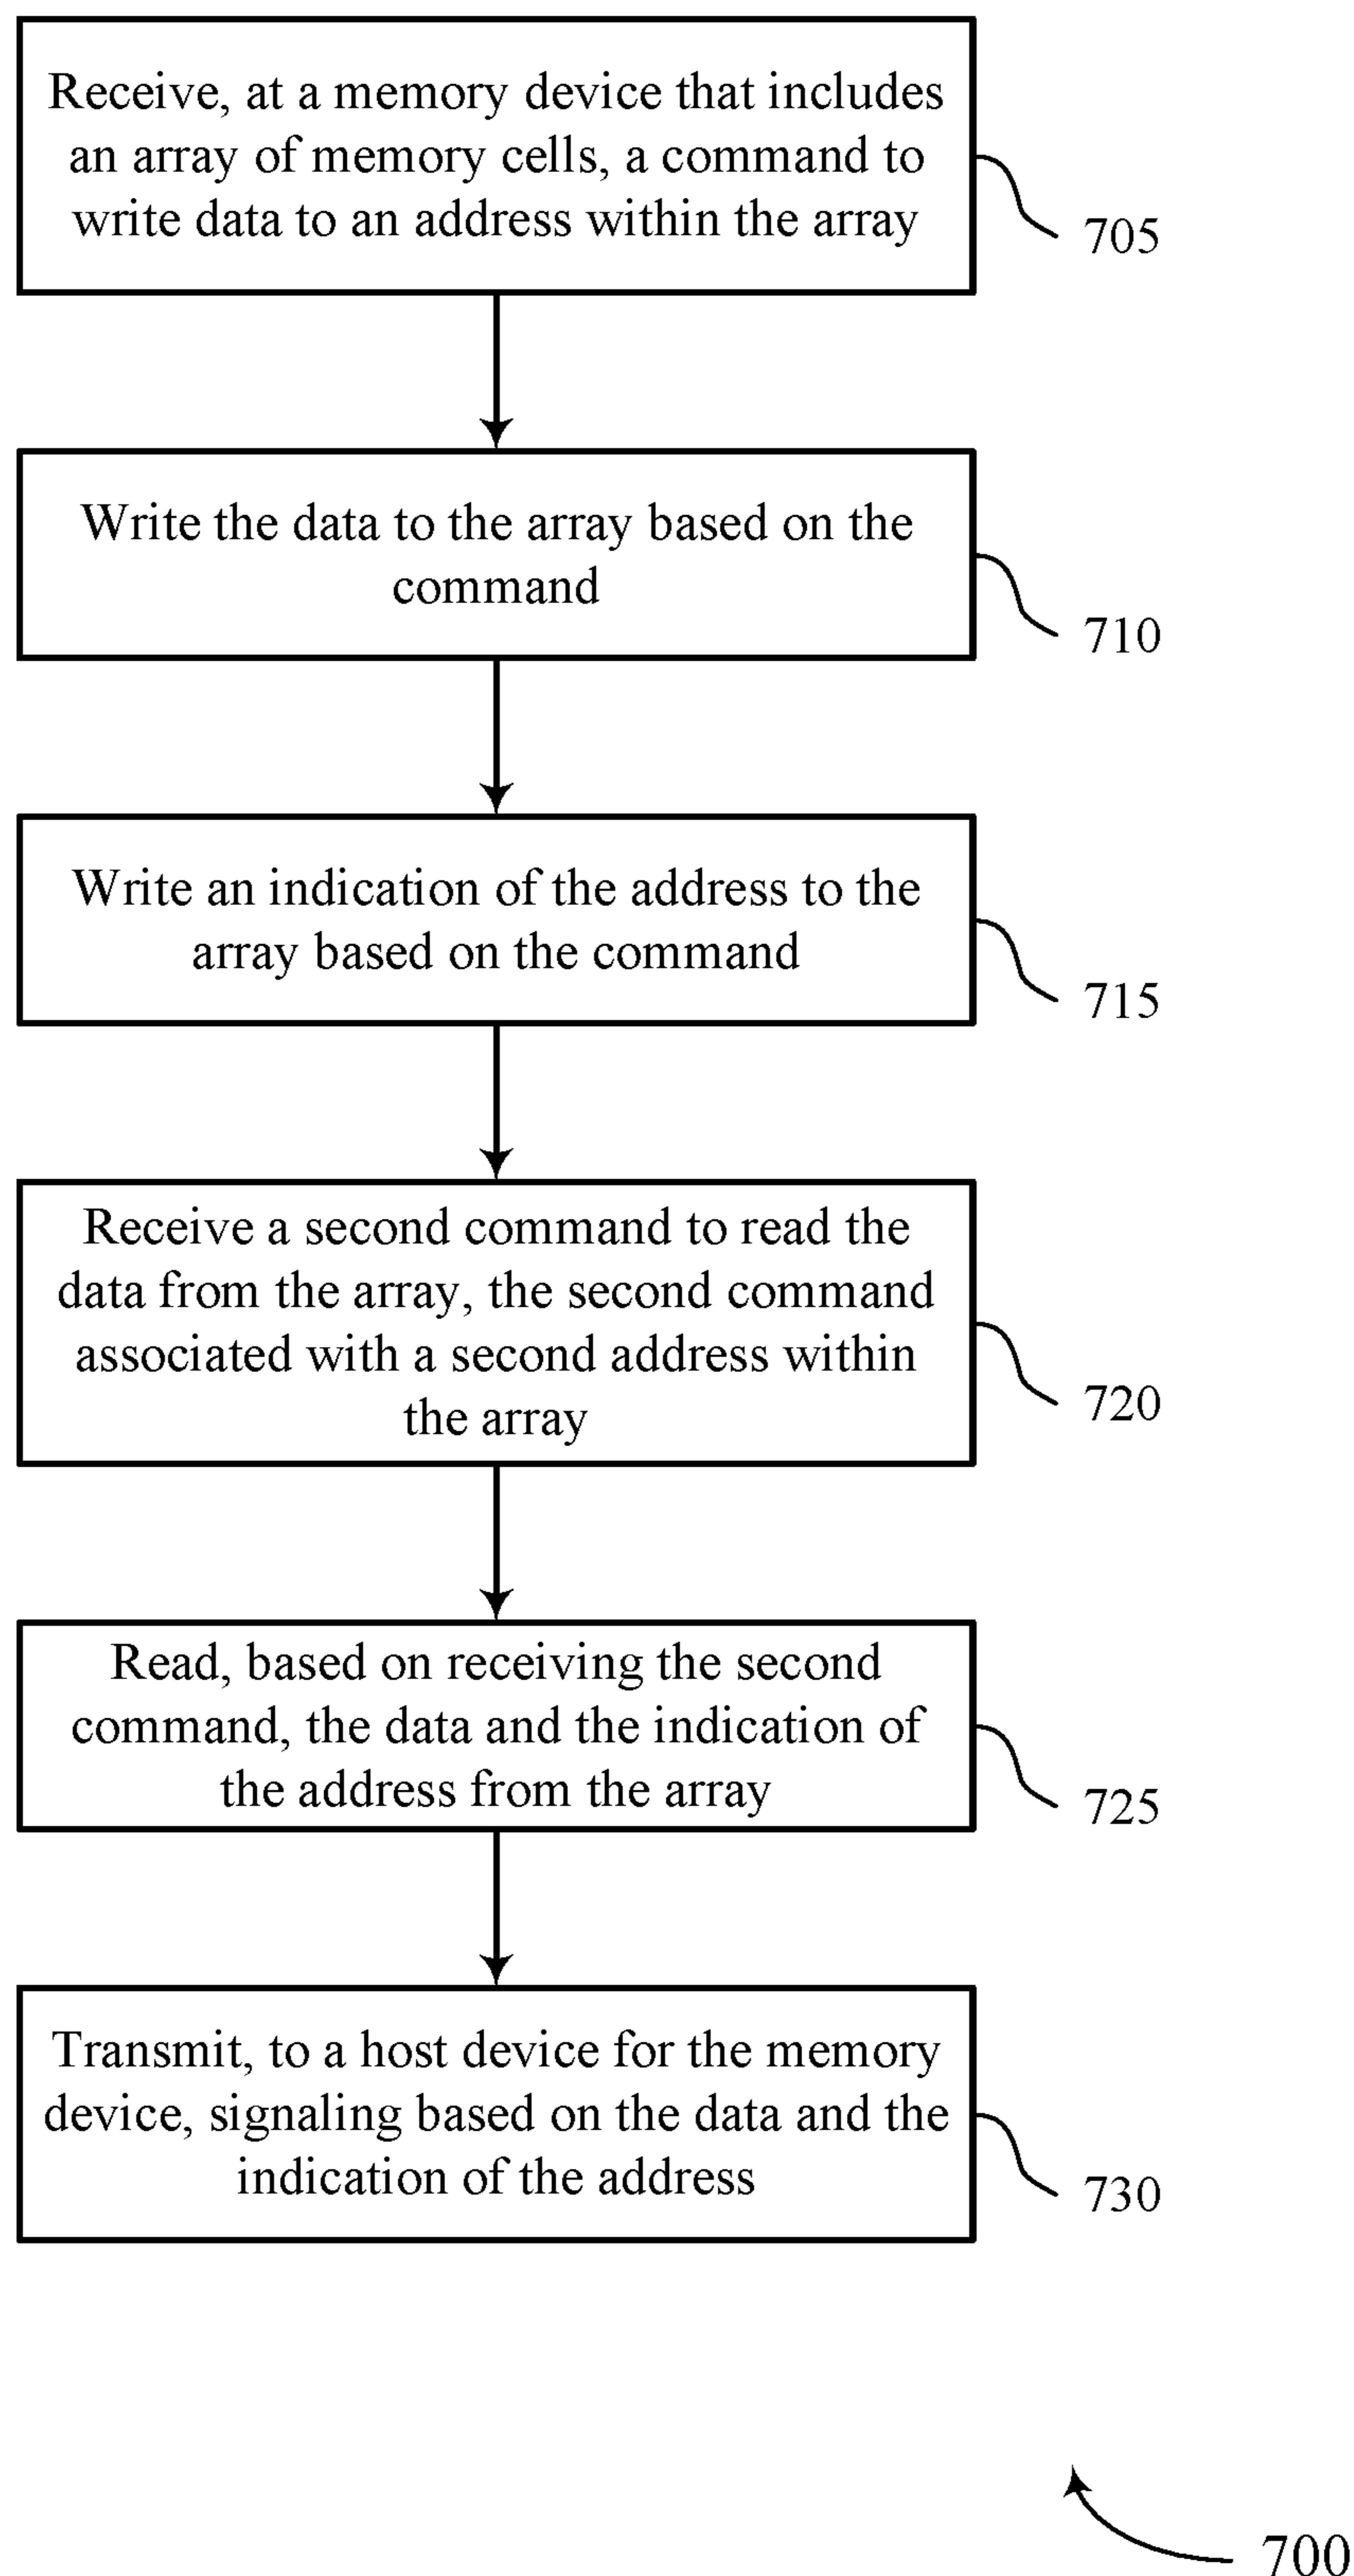 Receive, at a memory device that includes
an array of memory cells, a command to
write data to an address within the array
705
Write the data to the array based on the
command
710
Write an indication of the address to the
array based on the command
715
Receive a second command to read the
data from the array, the second command
associated with a second address within
the array
720
Read, based on receiving the second
command, the data and the indication of
the address from the array
725
Transmit, to a host device for the memory
device, signaling based on the data and the
indication of the address
730
700